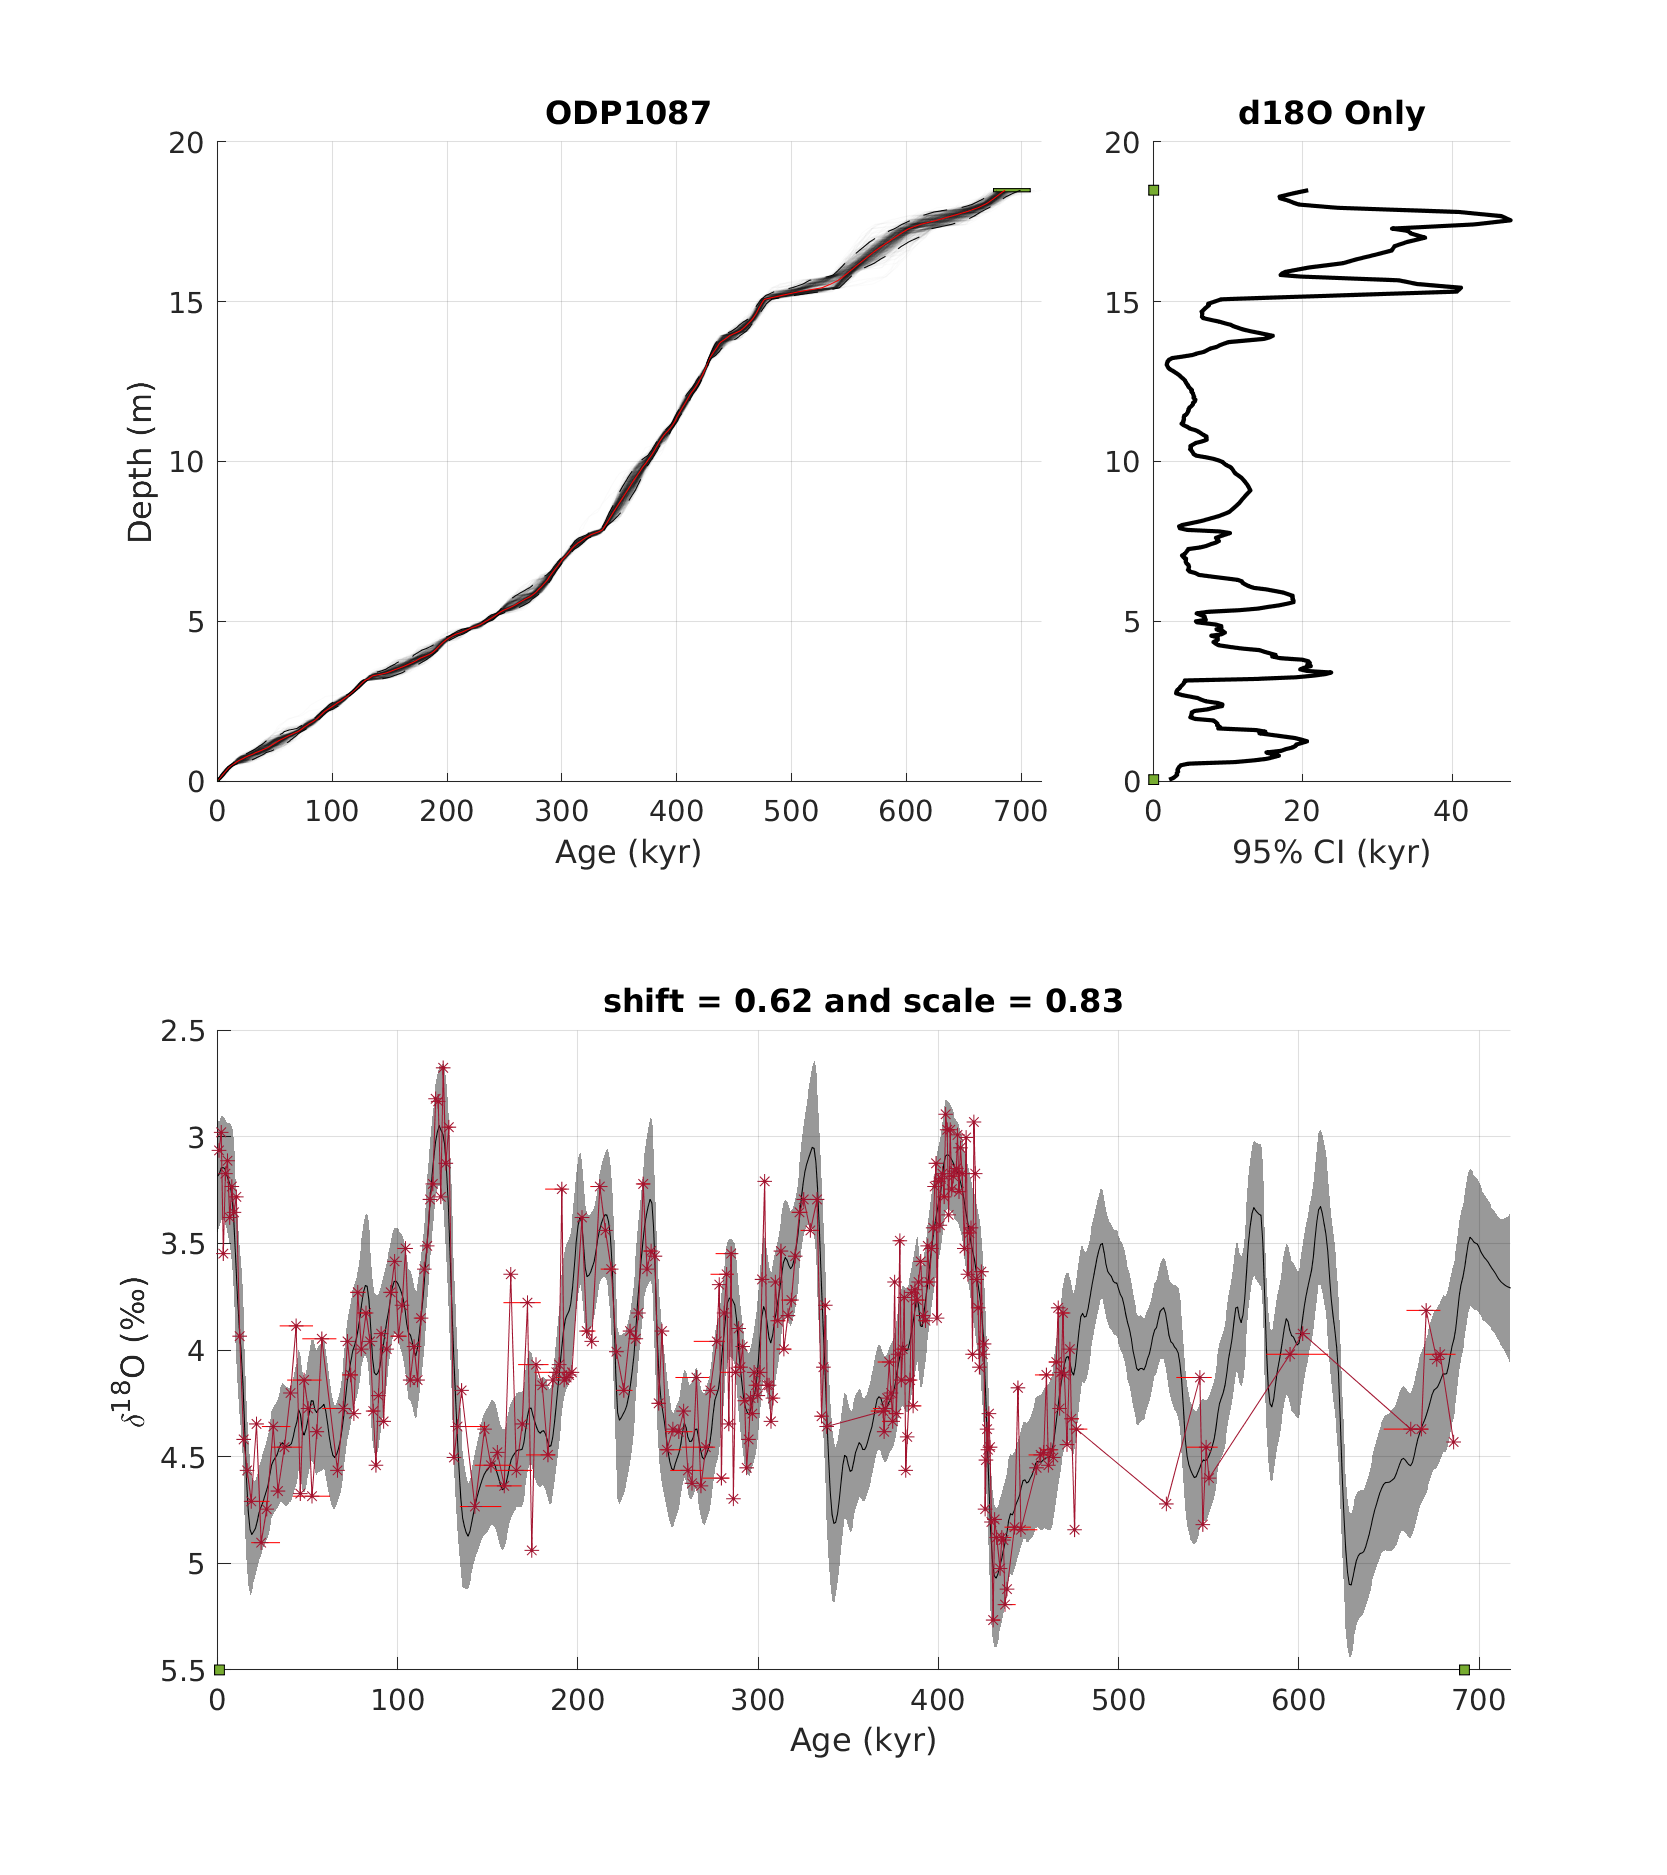 ODP1087
20
15
10
5
0
Depth (m)
0 100 200 300 400 500 600 700
Age (kyr)
d18O Only
20
15
10
5
0
0 20 40
95% CI (kyr)
shift = 0.62 and scale = 0.83
2.5
3
3.5
4
4.5
5
5.5
δ18O (‰)
0 100 200 300 400 500 600 700
Age (kyr)